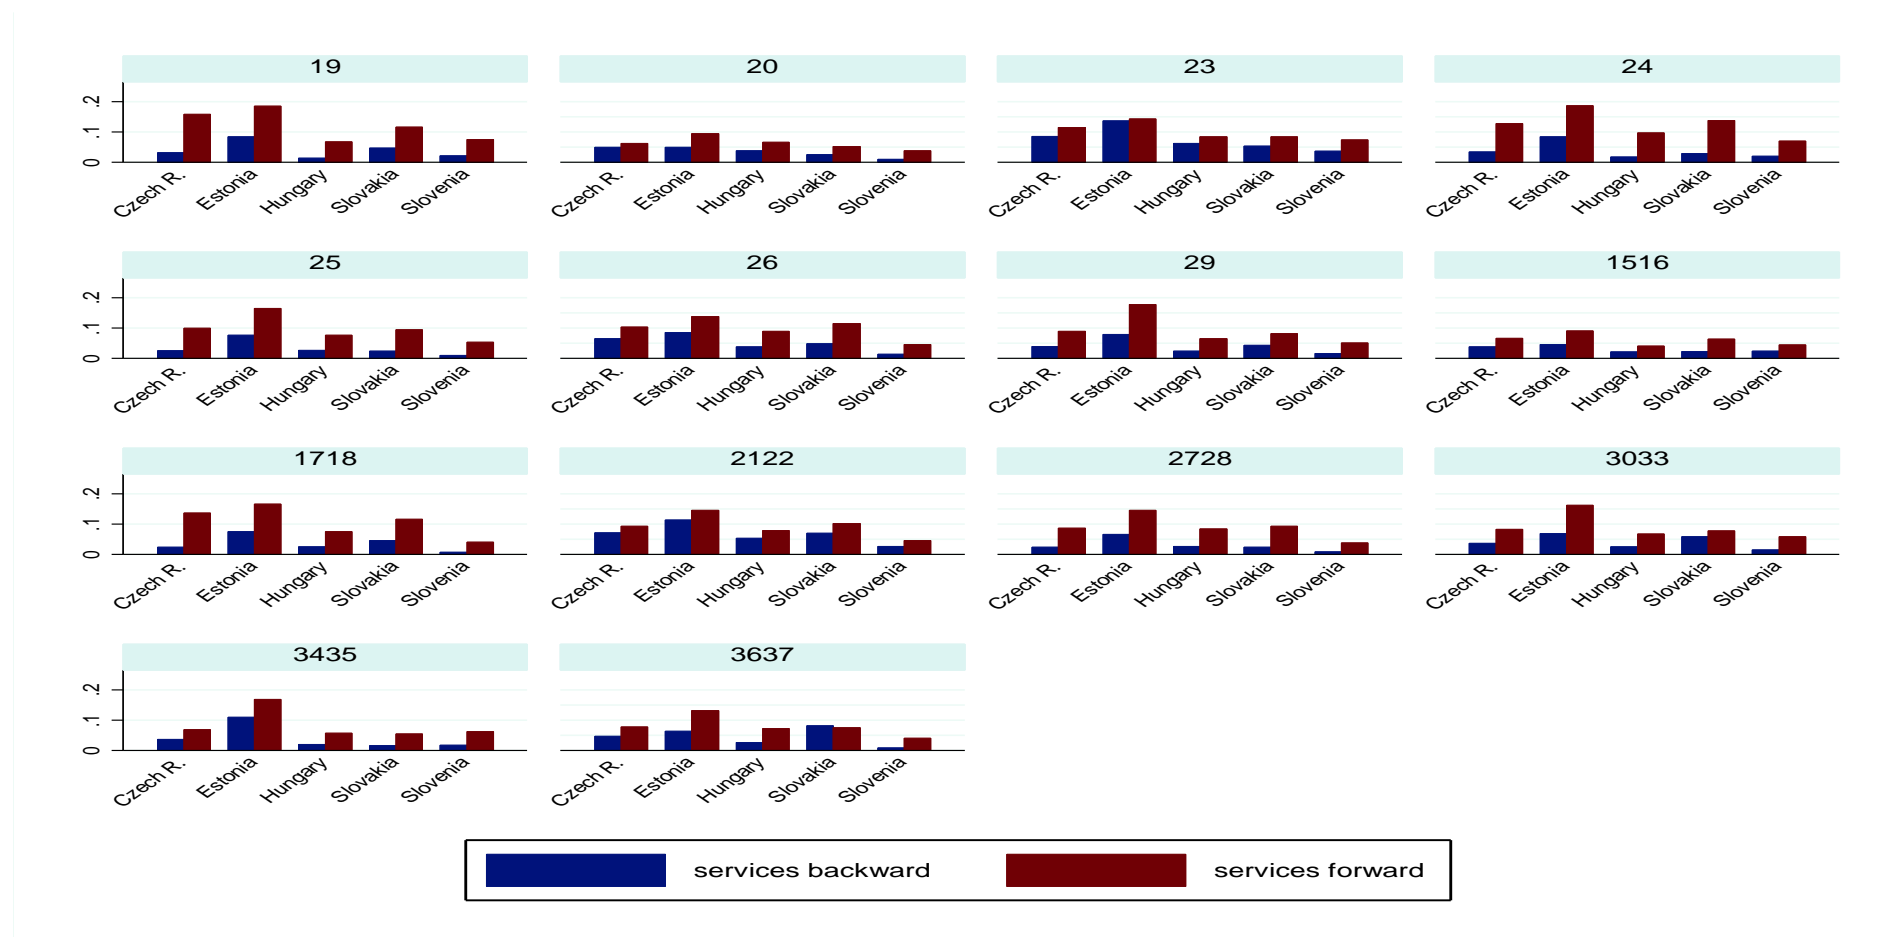 19 20 23 24
.2
.1
0
Czech R. Estonia Hungary Slovakia Slovenia Czech R. Estonia Hungary Slovakia Slovenia Czech R. Estonia Hungary Slovakia Slovenia Czech R. Estonia Hungary Slovakia Slovenia
25 26 29 1516
.2
.1
0
Czech R. Estonia Hungary Slovakia Slovenia Czech R. Estonia Hungary Slovakia Slovenia Czech R. Estonia Hungary Slovakia Slovenia Czech R. Estonia Hungary Slovakia Slovenia
1718 2122 2728 3033
.2
.1
0
Czech R. Estonia Hungary Slovakia Slovenia Czech R. Estonia Hungary Slovakia Slovenia Czech R. Estonia Hungary Slovakia Slovenia Czech R. Estonia Hungary Slovakia Slovenia
3435 3637
.2
.1
0
Czech R. Estonia Hungary Slovakia Slovenia Czech R. Estonia Hungary Slovakia Slovenia
services backward services forward